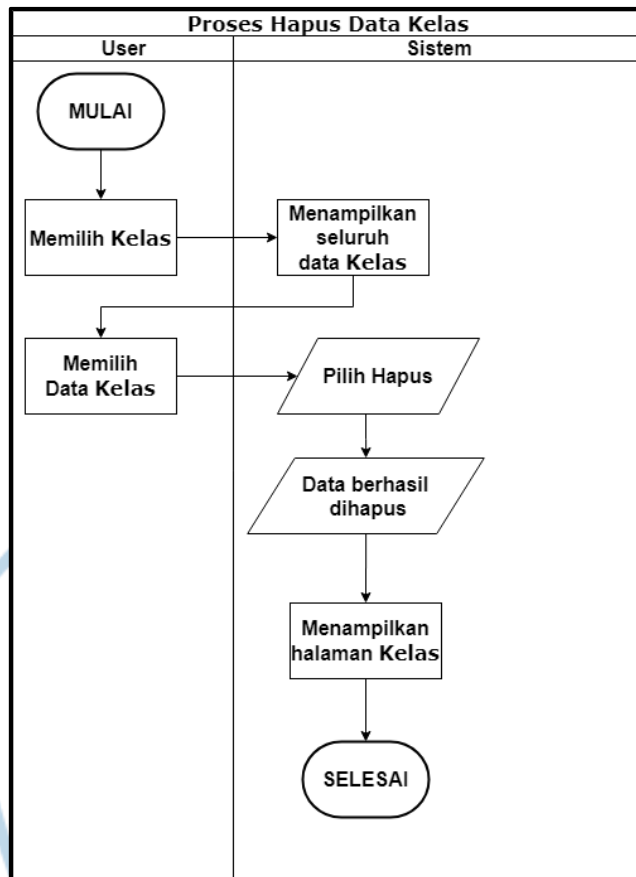 Proses Hapus Data Kelas
User
Sistem
MULAI
Memilih Kelas
Menampilkan
seluruh
data Kelas
Memilih
Data Kelas
Pilih Hapus
Data berhasil
dihapus
Menampilkan
halaman Kelas
SELESAI